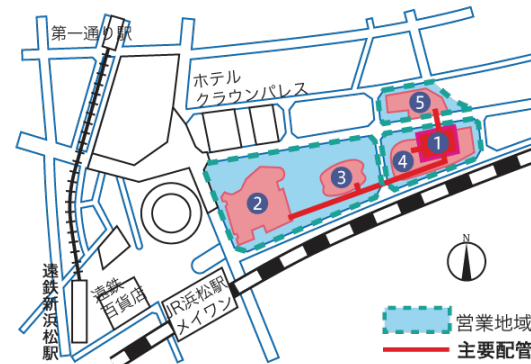 第一通り駅
ホテル
クラウンパレス
5
1
4
3
2
遠鉄新浜松駅
遠鉄
百貨店
JR浜松駅
メイワン
N
営業地域
主要配管